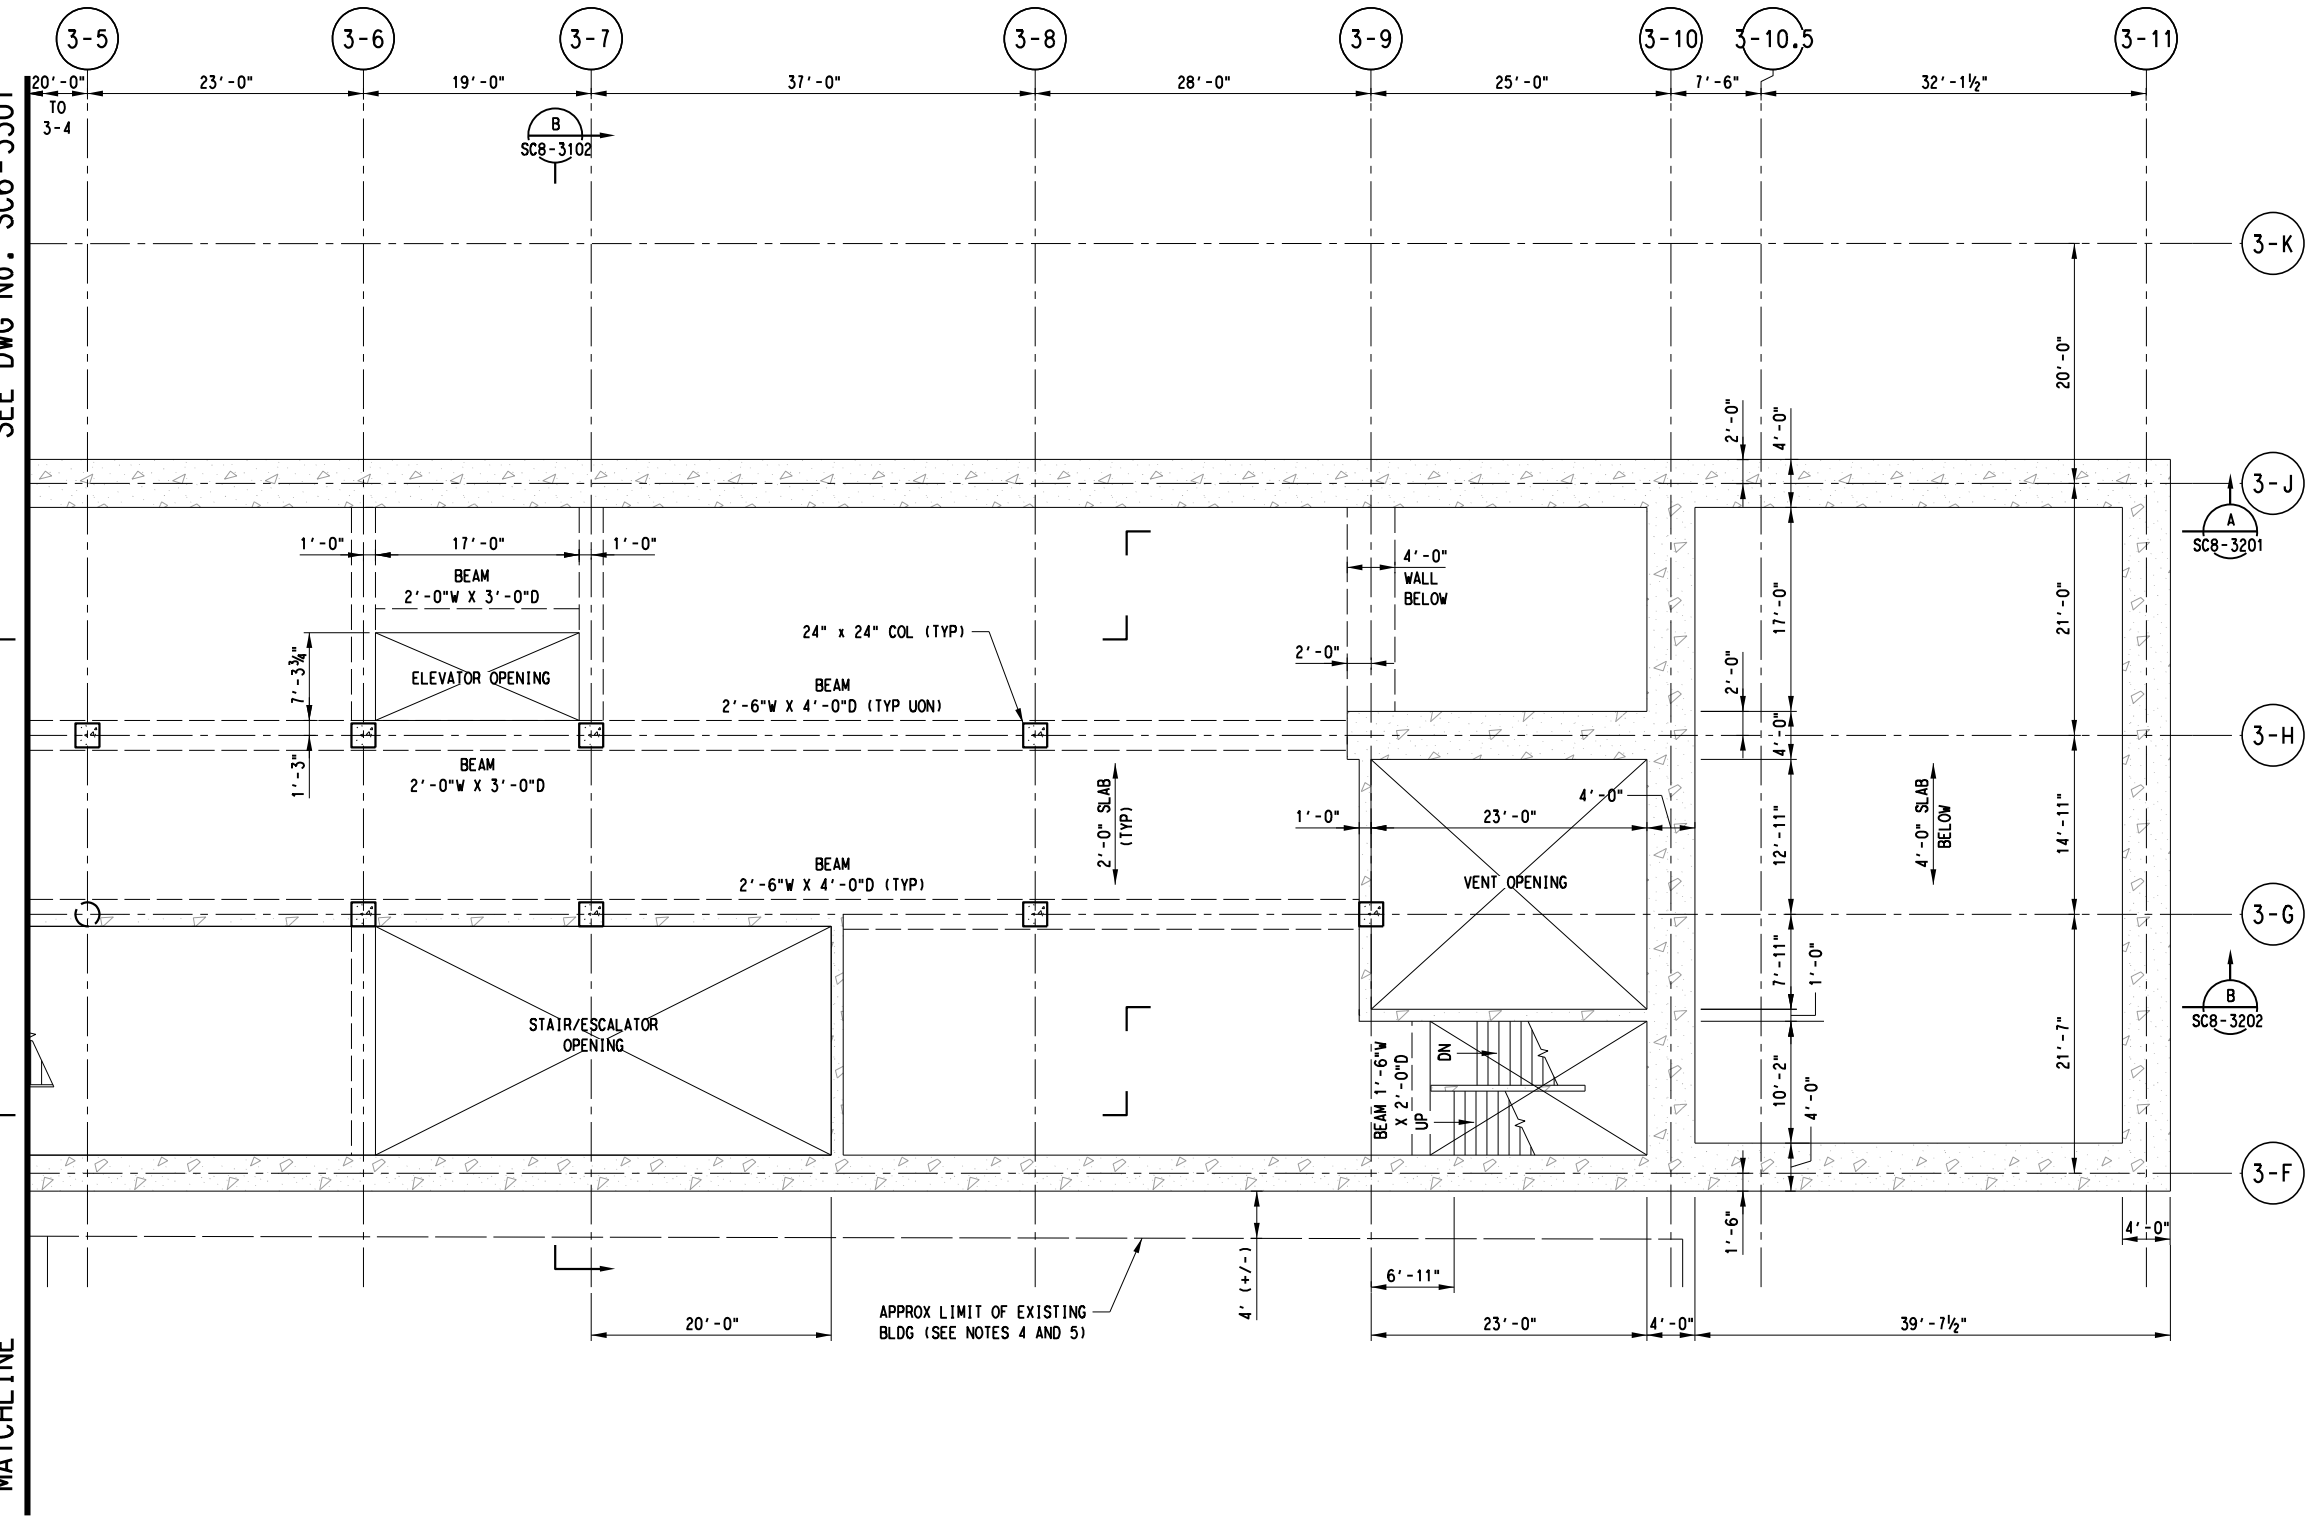 3-5
3-6
3-7
3-8
3-9
3-10
3-10.5
3-11
20'-0"
TO
3-4
23'-0"
19'-0"
37'-0"
28'-0"
25'-0"
7'-6"
32'-1½"
B
SC8-3102
SEE DWG No. SC6-3301
MATCHLINE
3-K
20'-0"
2'-0"
4'-0"
3-J
A
SC8-3201
1'-0"
17'-0"
1'-0"
BEAM
2'-0"W X 3'-0"D
4'-0"
WALL
BELOW
17'-0"
21'-0"
24" x 24" COL (TYP)
2'-0"
2'-0"
7'-3¾"
ELEVATOR OPENING
BEAM
2'-6"W X 4'-0"D (TYP UON)
4'-0"
3-H
1'-3"
BEAM
2'-0"W X 3'-0"D
2'-0" SLAB
(TYP)
4'-0"
1'-0"
23'-0"
12'-11"
4'-0" SLAB
BELOW
14'-11"
BEAM
2'-6"W X 4'-0"D (TYP)
VENT OPENING
3-G
7'-11"
1'-0"
B
SC8-3202
STAIR/ESCALATOR
OPENING
BEAM 1'-6"W
X 2'-0"D
DN
UP
10'-2"
4'-0"
21'-7"
3-F
1'-6"
4'-0"
4' (+/-)
6'-11"
APPROX LIMIT OF EXISTING
BLDG (SEE NOTES 4 AND 5)
20'-0"
23'-0"
4'-0"
39'-7½"